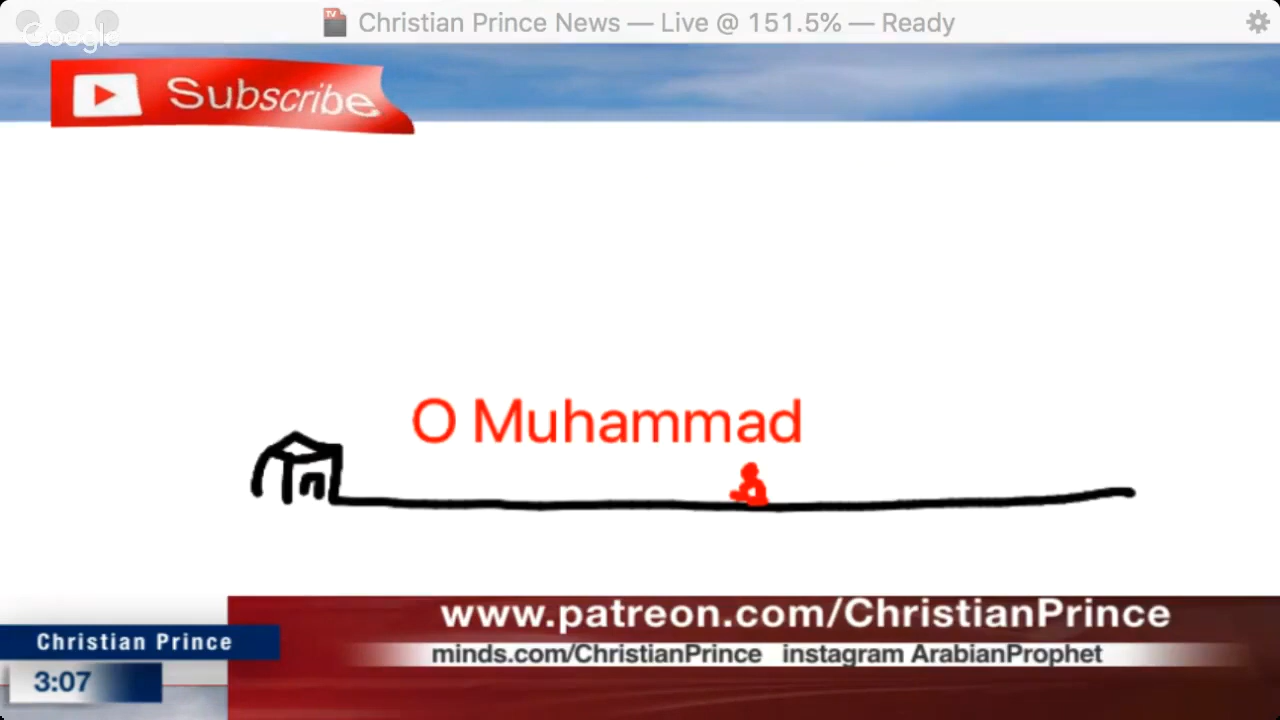 Christian Prince News — Live @ 151.5% — Ready
Google
Subscribe
O Muhammad
www.patreon.com/ChristianPrince
Christian Prince
minds.com/ChristianPrince instagram ArabianProphet
3:07